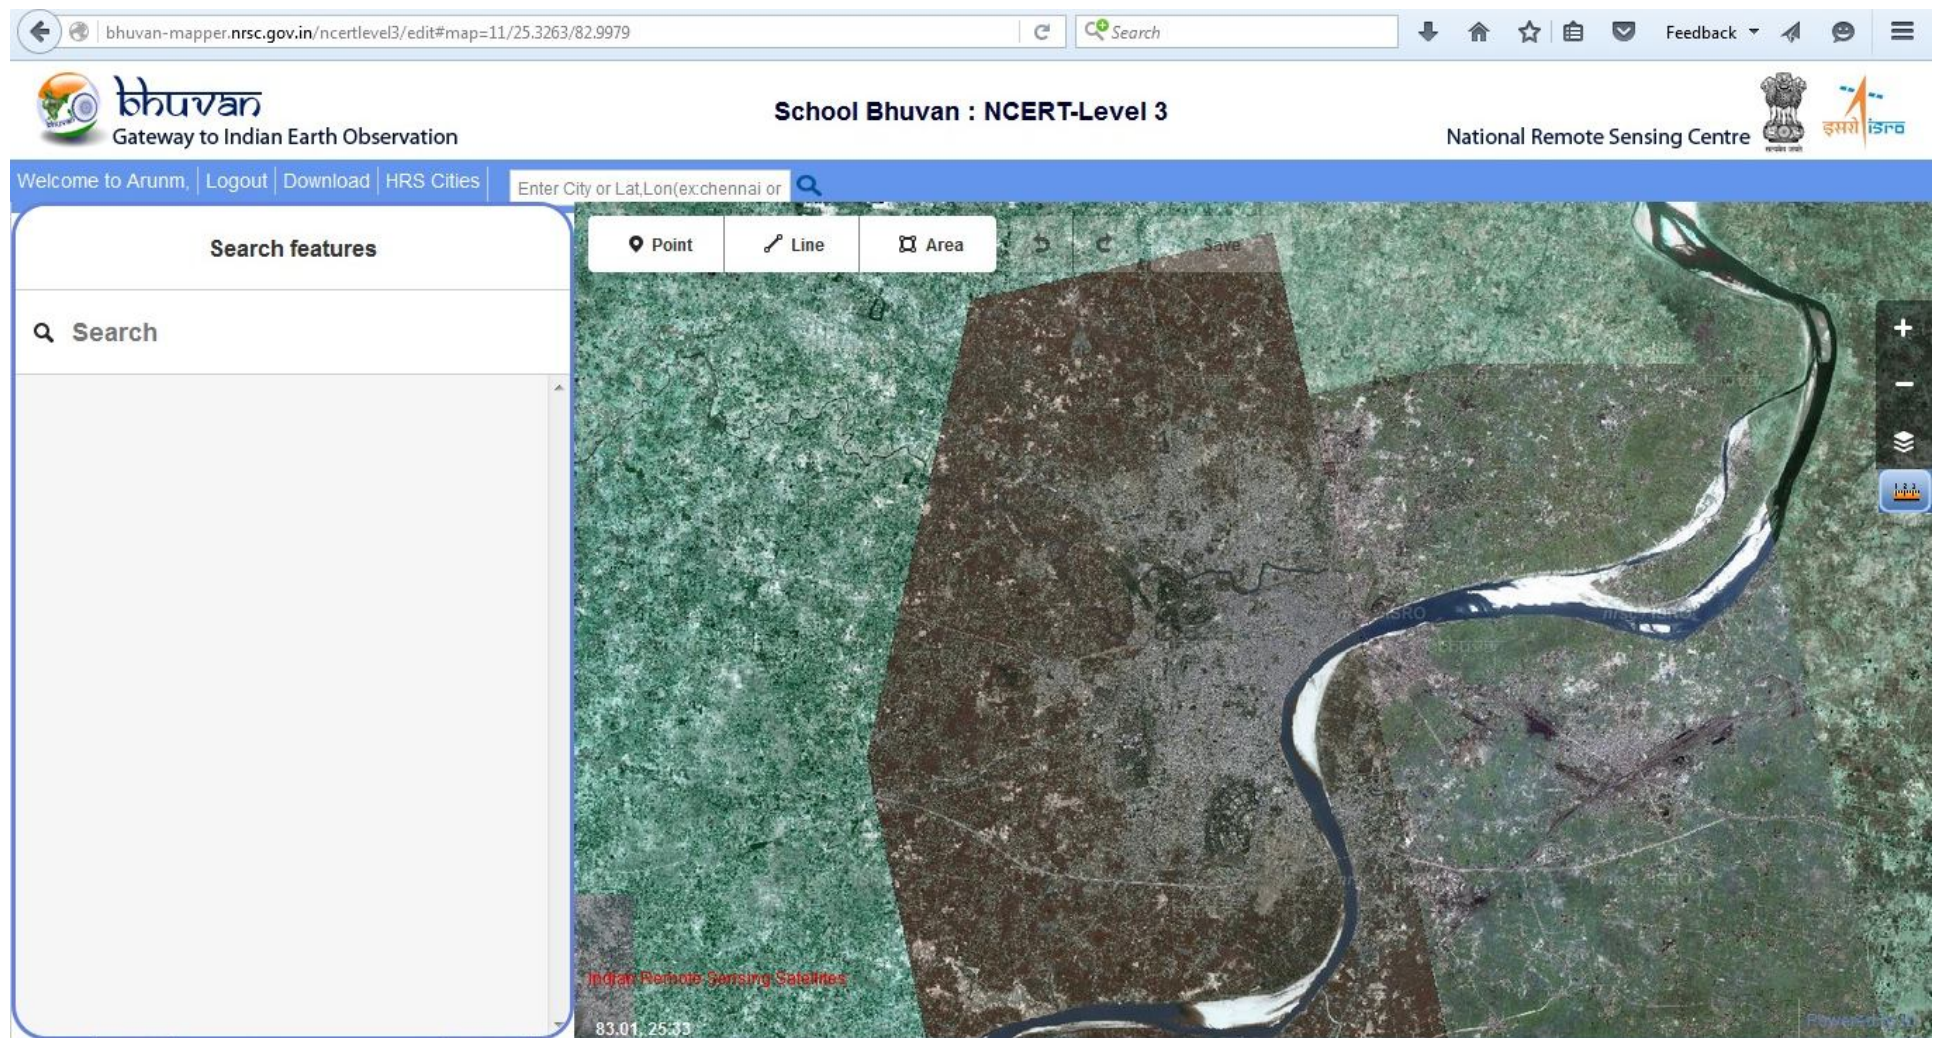 bhuvan-mapper.nrsc.gov.in/ncertlevel3/edit#map=11/25.3263/82.9979
Search
Feedback
bhuvan
Gateway to Indian Earth Observation
School Bhuvan : NCERT-Level 3
National Remote Sensing Centre
इसरो isro
Welcome to Arunm,
Logout
Download
HRS Cities
Enter City or Lat,Lon(ex:chennai or
Search features
Search
Point
Line
Area
Save
Indian Remote Sensing Satellites
83.01, 25.33